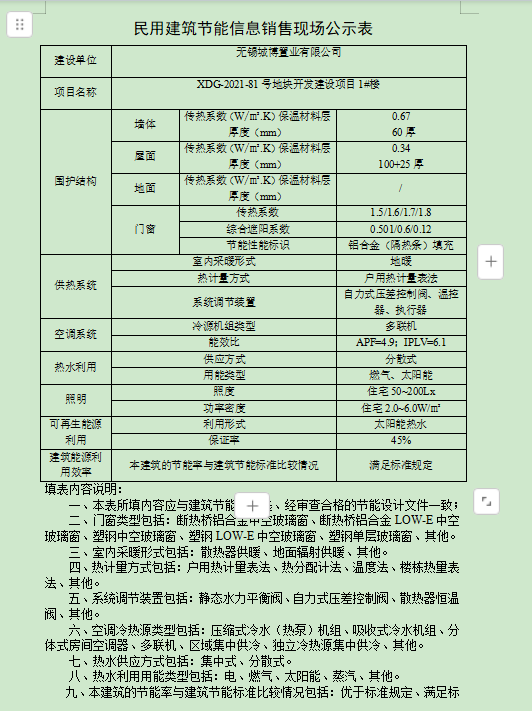 民用建筑节能信息销售现场公示表
建设单位 无锡城博置业有限公司
项目名称 XDG-2021-81 号地块开发建设项目 1#楼
围护结构
墙体 传热系数 (W/㎡.K) 保温材料层 0.67
厚度 (mm) 60 厚
屋面 传热系数 (W/㎡.K) 保温材料层 0.34
厚度 (mm) 100+25 厚
地面 传热系数 (W/㎡.K) 保温材料层 /
厚度 (mm)
门窗 传热系数 1.5/1.6/1.7/1.8
综合遮阳系数 0.501/0.6/0.12
节能性能标识 铝合金（隔热条）填充
供热系统 室内采暖形式 地暖
热计量方式 户用热计量表法
系统调节装置 自力式压差控制阀、温控
器、执行器
空调系统 冷源机组类型 多联机
能效比 APF=4.9; IPLV=6.1
热水利用 供应方式 分散式
用能类型 燃气、太阳能
照明 照度 住宅 50~200Lx
功率密度 住宅 2.0~6.0W/㎡
可再生能源 利用形式 太阳能热水
利用 保证率 45%
建筑能源利
用效率 本建筑的节能率与建筑节能标准比较情况 满足标准规定
填表内容说明：
一、本表所填内容应与建筑节能 、经审查合格的节能设计文件一致；
二、门窗类型包括：断热桥铝合金中空玻璃窗、断热桥铝合金 LOW-E 中空
玻璃窗、塑钢中空玻璃窗、塑钢 LOW-E 中空玻璃窗、塑钢单层玻璃窗、其他。
三、室内采暖形式包括：散热器供暖、地面辐射供暖、其他。
四、热计量方式包括：户用热计量表法、热分配计法、温度法、楼栋热量表
法、其他。
五、系统调节装置包括：静态水力平衡阀、自力式压差控制阀、散热器恒温
阀、其他。
六、空调冷热源类型包括：压缩式冷水（热泵）机组、吸收式冷水机组、分
体式房间空调器、多联机、区域集中供冷、独立冷热源集中供冷、其他。
七、热水供应方式包括：集中式、分散式。
八、热水利用用能类型包括：电、燃气、太阳能、蒸汽、其他。
九、本建筑的节能率与建筑节能标准比较情况包括：优于标准规定、满足标